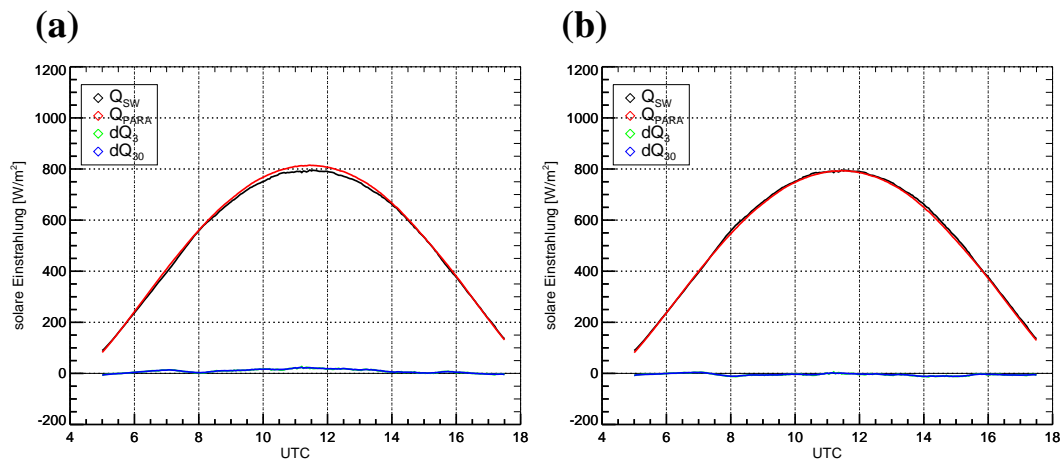 (a)
1200
1000
800
600
400
200
0
-200
solare Einstrahlung [W/m²]
Q_SW
Q_PARA
dQ_3
dQ_30
4 6 8 10 12 14 16 18
UTC
(b)
1200
1000
800
600
400
200
0
-200
solare Einstrahlung [W/m²]
Q_SW
Q_PARA
dQ_3
dQ_30
4 6 8 10 12 14 16 18
UTC